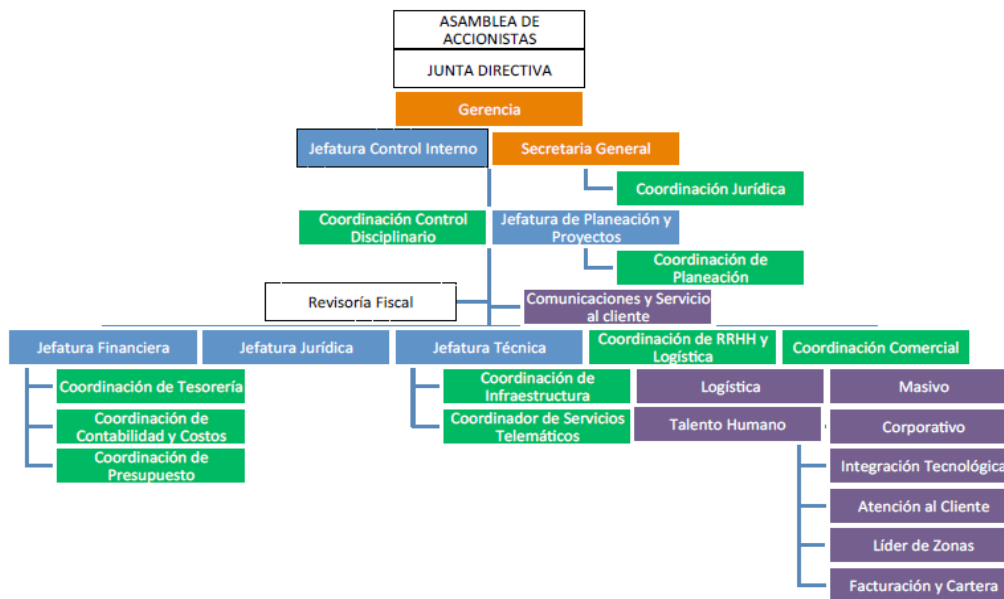 ASAMBLEA DE
ACCIONISTAS
JUNTA DIRECTIVA
Gerencia
Jefatura Control Interno
Secretaria General
Coordinación Jurídica
Coordinación Control
Disciplinario
Jefatura de Planeación y
Proyectos
Coordinación de
Planeación
Revisoría Fiscal
Comunicaciones y Servicio
al cliente
Jefatura Financiera
Jefatura Jurídica
Jefatura Técnica
Coordinación de RRHH y
Logística
Coordinación Comercial
Coordinación de Tesorería
Coordinación de
Contabilidad y Costos
Coordinación de
Presupuesto
Coordinación de
Infraestructura
Coordinador de Servicios
Telemáticos
Logística
Talento Humano
Masivo
Corporativo
Integración Tecnológica
Atención al Cliente
Líder de Zonas
Facturación y Cartera